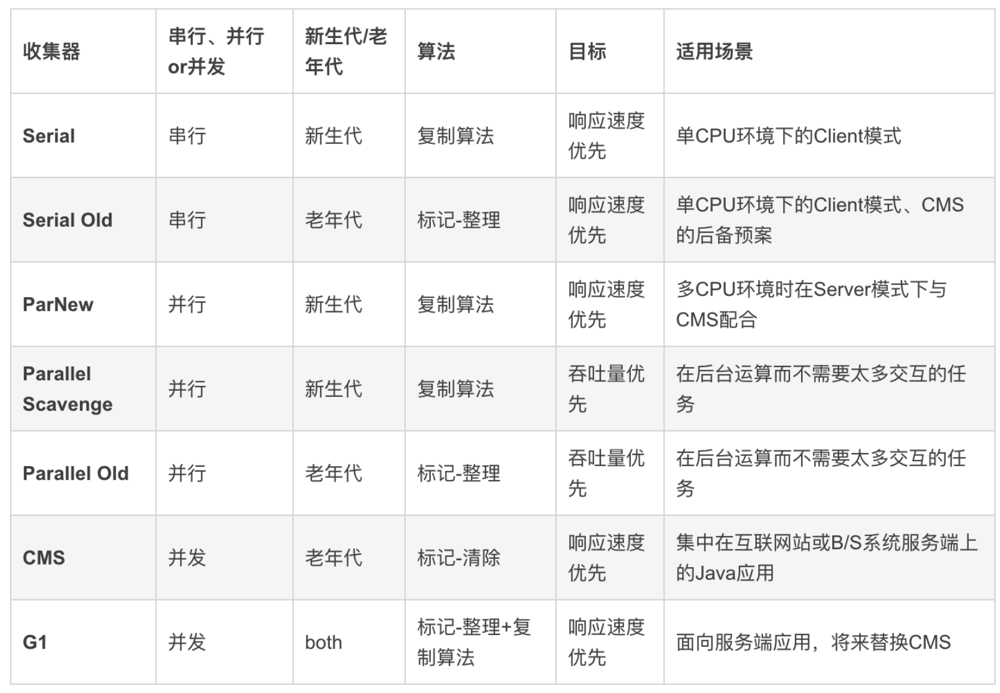 收集器
串行、并行
or并发
新生代/老
年代
算法
目标
适用场景
Serial
串行
新生代
复制算法
响应速度
优先
单CPU环境下的Client模式
Serial Old
串行
老年代
标记-整理
响应速度
优先
单CPU环境下的Client模式、CMS
的后备预案
ParNew
并行
新生代
复制算法
响应速度
优先
多CPU环境时在Server模式下与
CMS配合
Parallel
Scavenge
并行
新生代
复制算法
吞吐量优
先
在后台运算而不需要太多交互的任
务
Parallel Old
并行
老年代
标记-整理
吞吐量优
先
在后台运算而不需要太多交互的任
务
CMS
并发
老年代
标记-清除
响应速度
优先
集中在互联网站或B/S系统服务端上
的Java应用
G1
并发
both
标记-整理+复
制算法
响应速度
优先
面向服务端应用，将来替换CMS